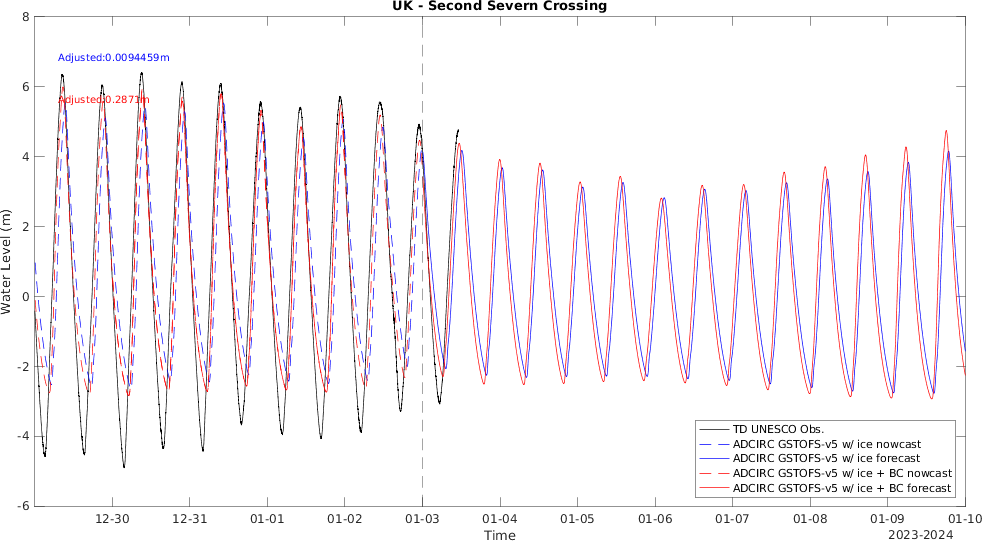 UK - Second Severn Crossing
8
6
4
2
0
-2
-4
-6
Water Level (m)
Adjusted:0.0094459m
Adjusted:0.2871m
TD UNESCO Obs.
ADCIRC GSTOFS-v5 w/ ice nowcast
ADCIRC GSTOFS-v5 w/ ice forecast
ADCIRC GSTOFS-v5 w/ ice + BC nowcast
ADCIRC GSTOFS-v5 w/ ice + BC forecast
12-30 12-31 01-01 01-02 01-03 01-04 01-05 01-06 01-07 01-08 01-09 01-10
Time
2023-2024